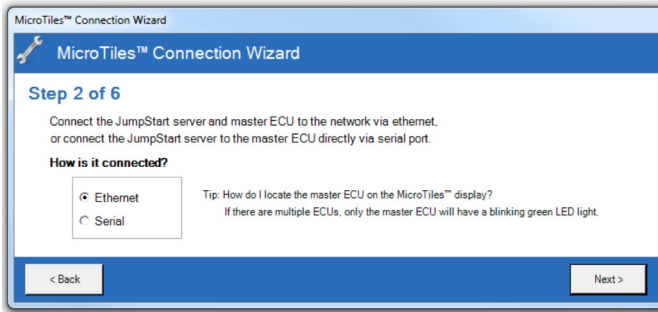 MicroTiles™ Connection Wizard
MicroTiles™ Connection Wizard
Step 2 of 6
Connect the JumpStart server and master ECU to the network via ethernet,
or connect the JumpStart server to the master ECU directly via serial port.
How is it connected?
Ethernet
Serial
Tip: How do I locate the master ECU on the MicroTiles™ display?
If there are multiple ECUs, only the master ECU will have a blinking green LED light.
< Back
Next >